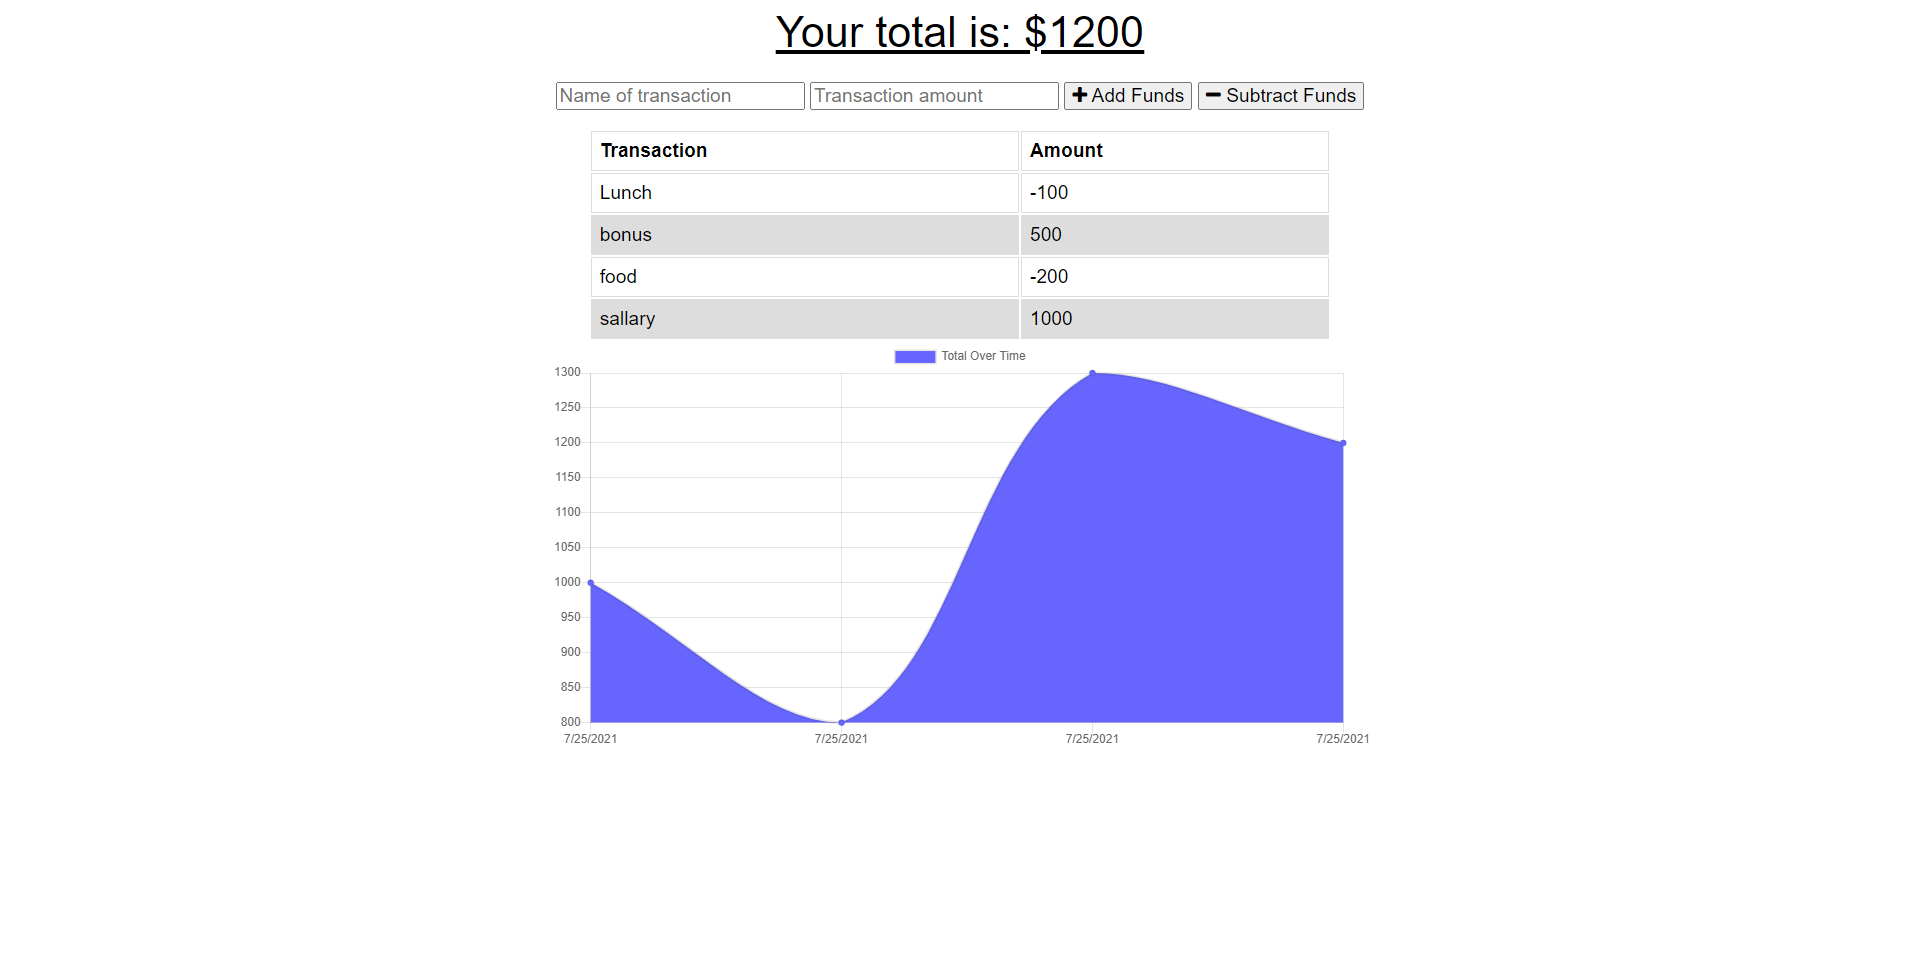 Your total is: $1200
Name of transaction Transaction amount Add Funds Subtract Funds
Transaction Amount
Lunch -100
bonus 500
food -200
sallary 1000
Total Over Time
1300
1250
1200
1150
1100
1050
1000
950
900
850
800
7/25/2021 7/25/2021 7/25/2021 7/25/2021